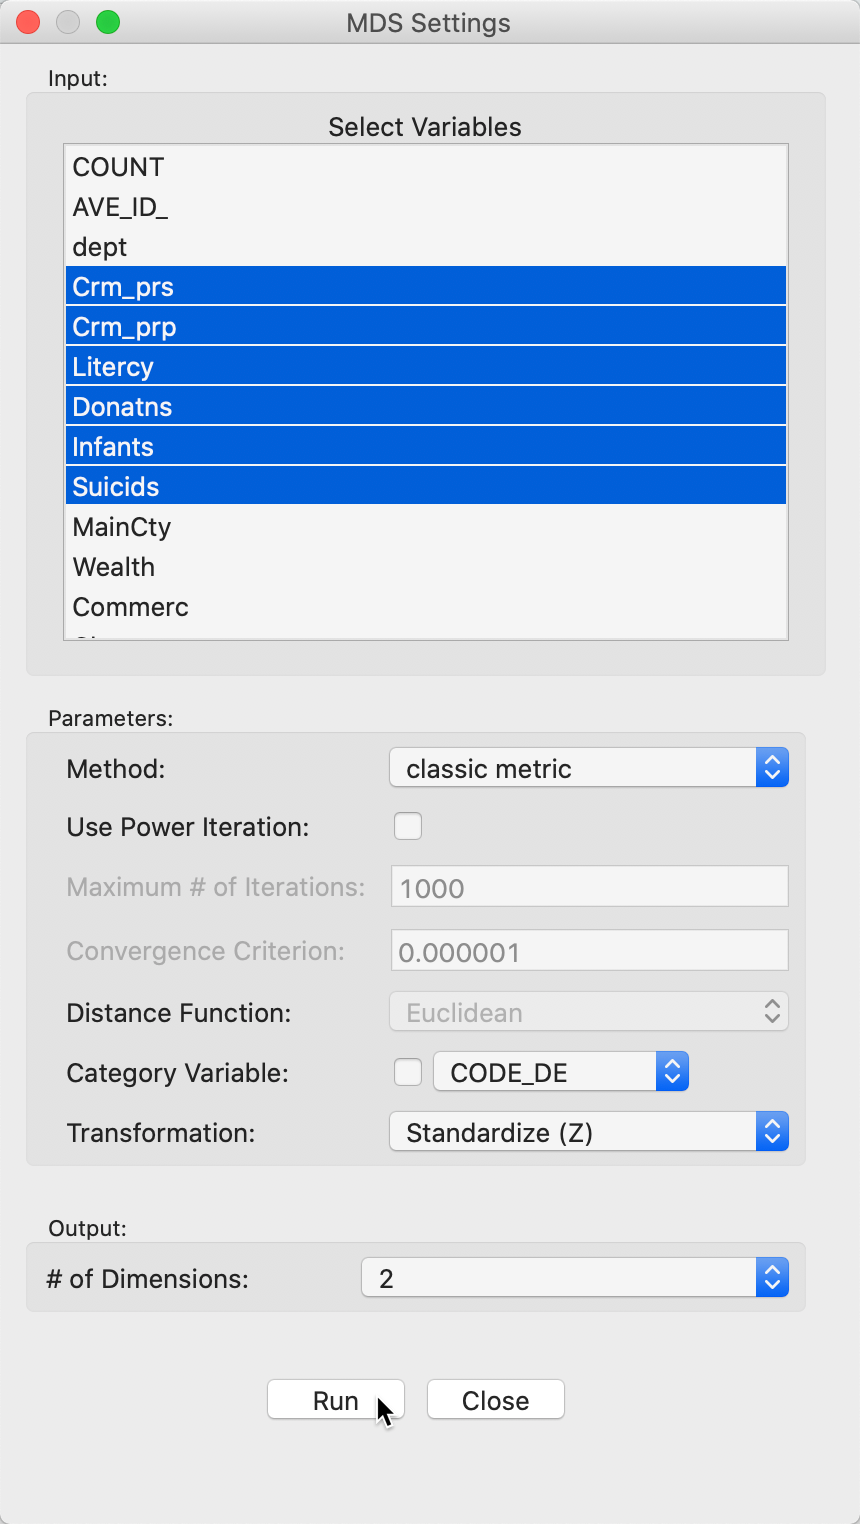 MDS Settings
Input:
Select Variables
COUNT
AVE_ID_
dept
Crm_prs
Crm_prp
Litercy
Donatns
Infants
Suicids
MainCty
Wealth
Commerc
Parameters:
Method: classic metric
Use Power Iteration:
Maximum # of Iterations: 1000
Convergence Criterion: 0.000001
Distance Function: Euclidean
Category Variable: CODE_DE
Transformation: Standardize (Z)
Output:
# of Dimensions: 2
Run Close